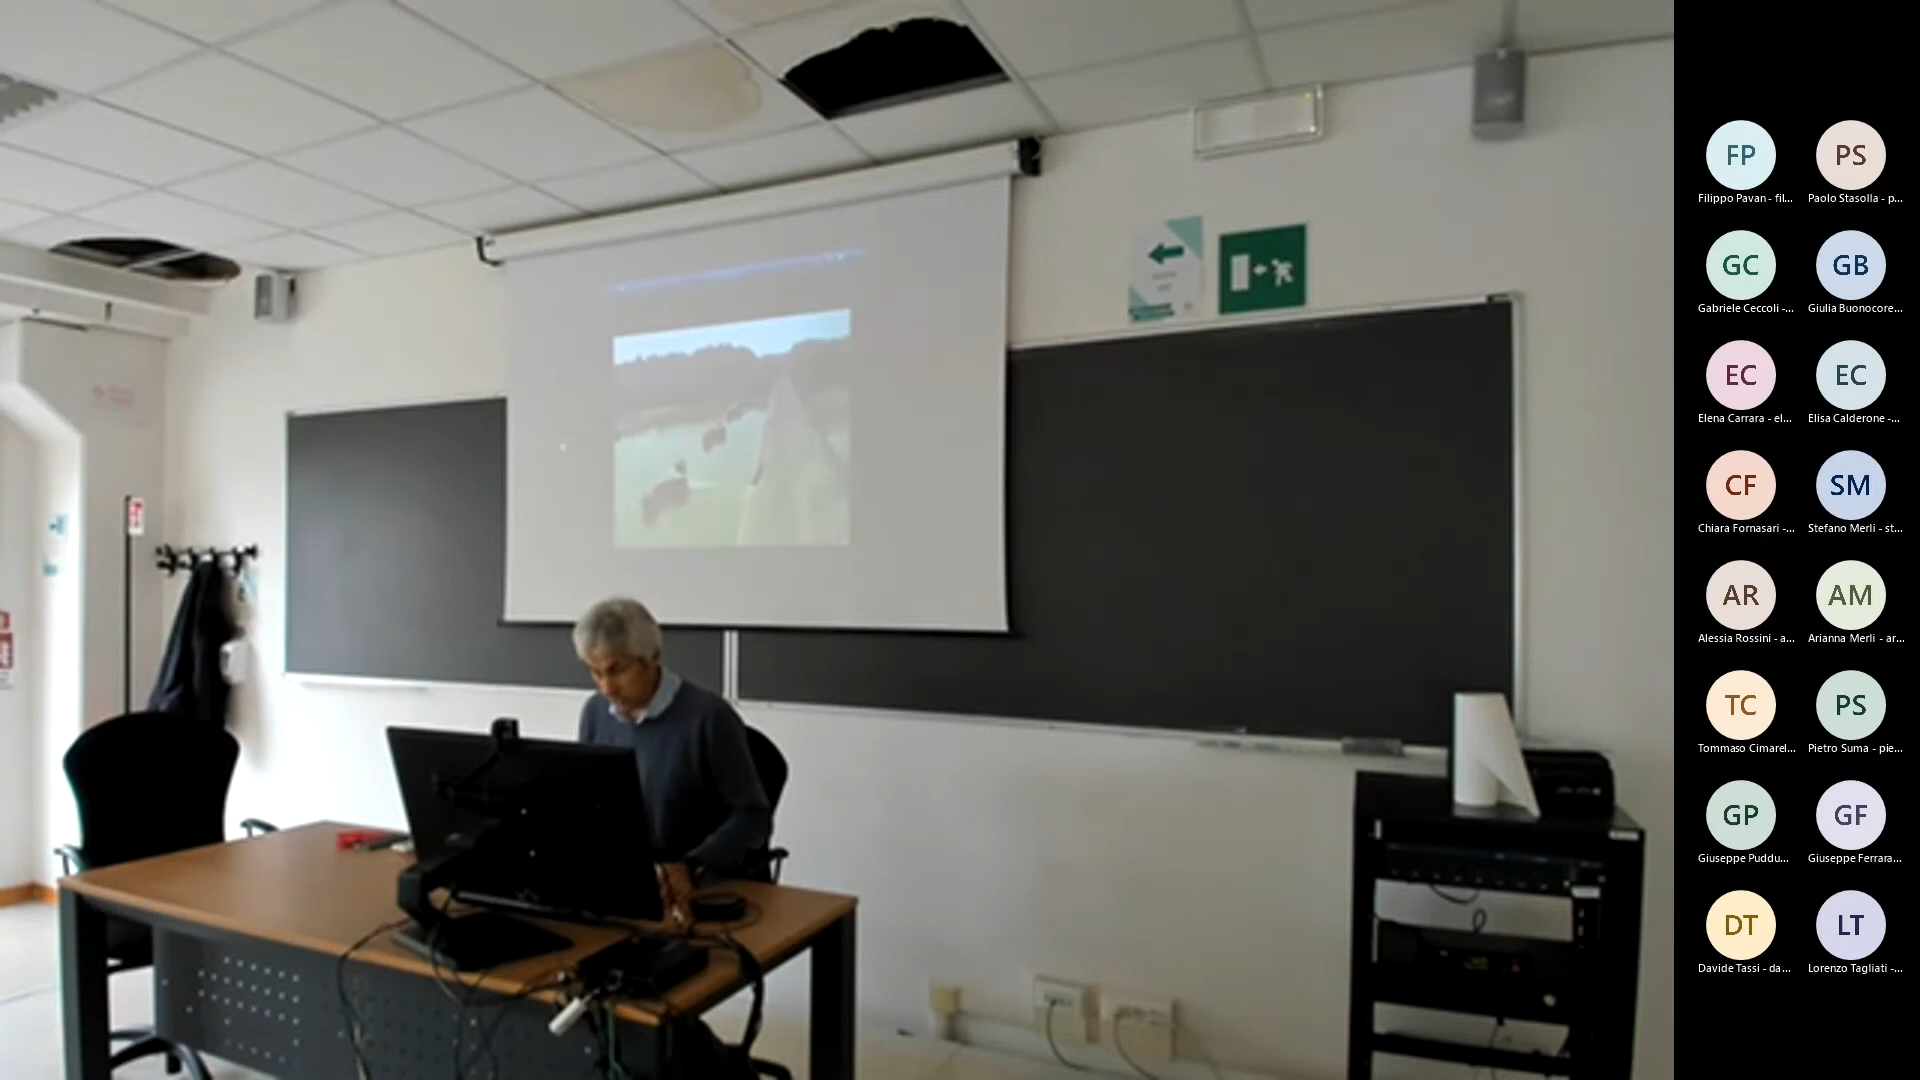 FP
PS
Filippo Pavan - fil...
Paolo Stasolla - p...
GC
GB
Gabriele Ceccoli -...
Giulia Buonocore...
EC
EC
Elena Carrara - el...
Elisa Calderone -...
CF
SM
Chiara Fornasari -...
Stefano Merli - st...
AR
AM
Alessia Rossini - a...
Arianna Merli - ar...
TC
PS
Tommaso Cimarel...
Pietro Suma - pie...
GP
GF
Giuseppe Puddu...
Giuseppe Ferrara...
DT
LT
Davide Tassi - da...
Lorenzo Tagliati -...